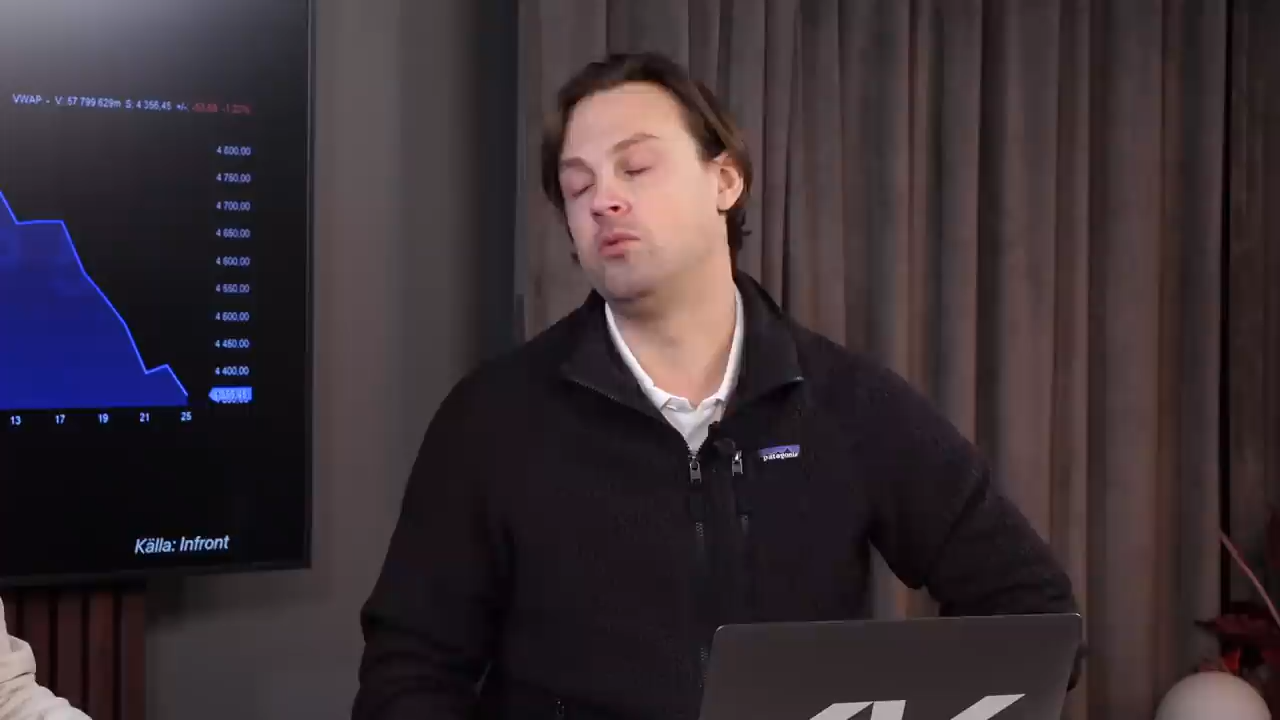 VWAP - V: 57 799 629m S: 4 356,45 +/-
4 800,00
4 750,00
4 700,00
4 650,00
4 600,00
4 550,00
4 500,00
4 450,00
4 400,00
13 17 19 21 25
Källa: Infront
patagonia